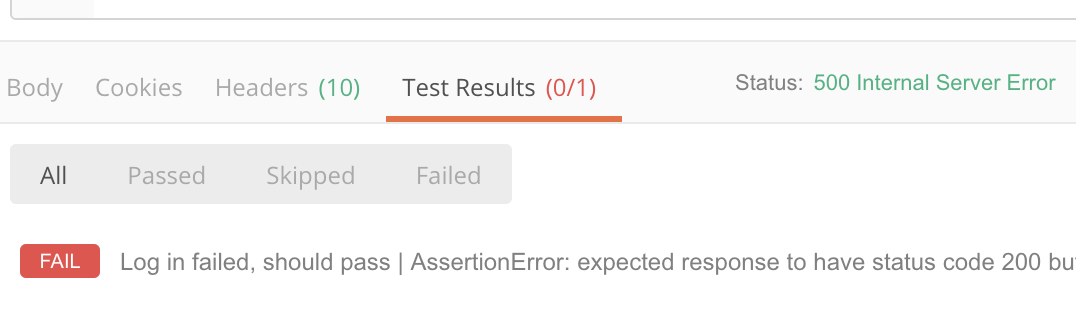 Body Cookies Headers (10) Test Results (0/1) Status: 500 Internal Server Error
All Passed Skipped Failed
FAIL Log in failed, should pass | AssertionError: expected response to have status code 200 bu